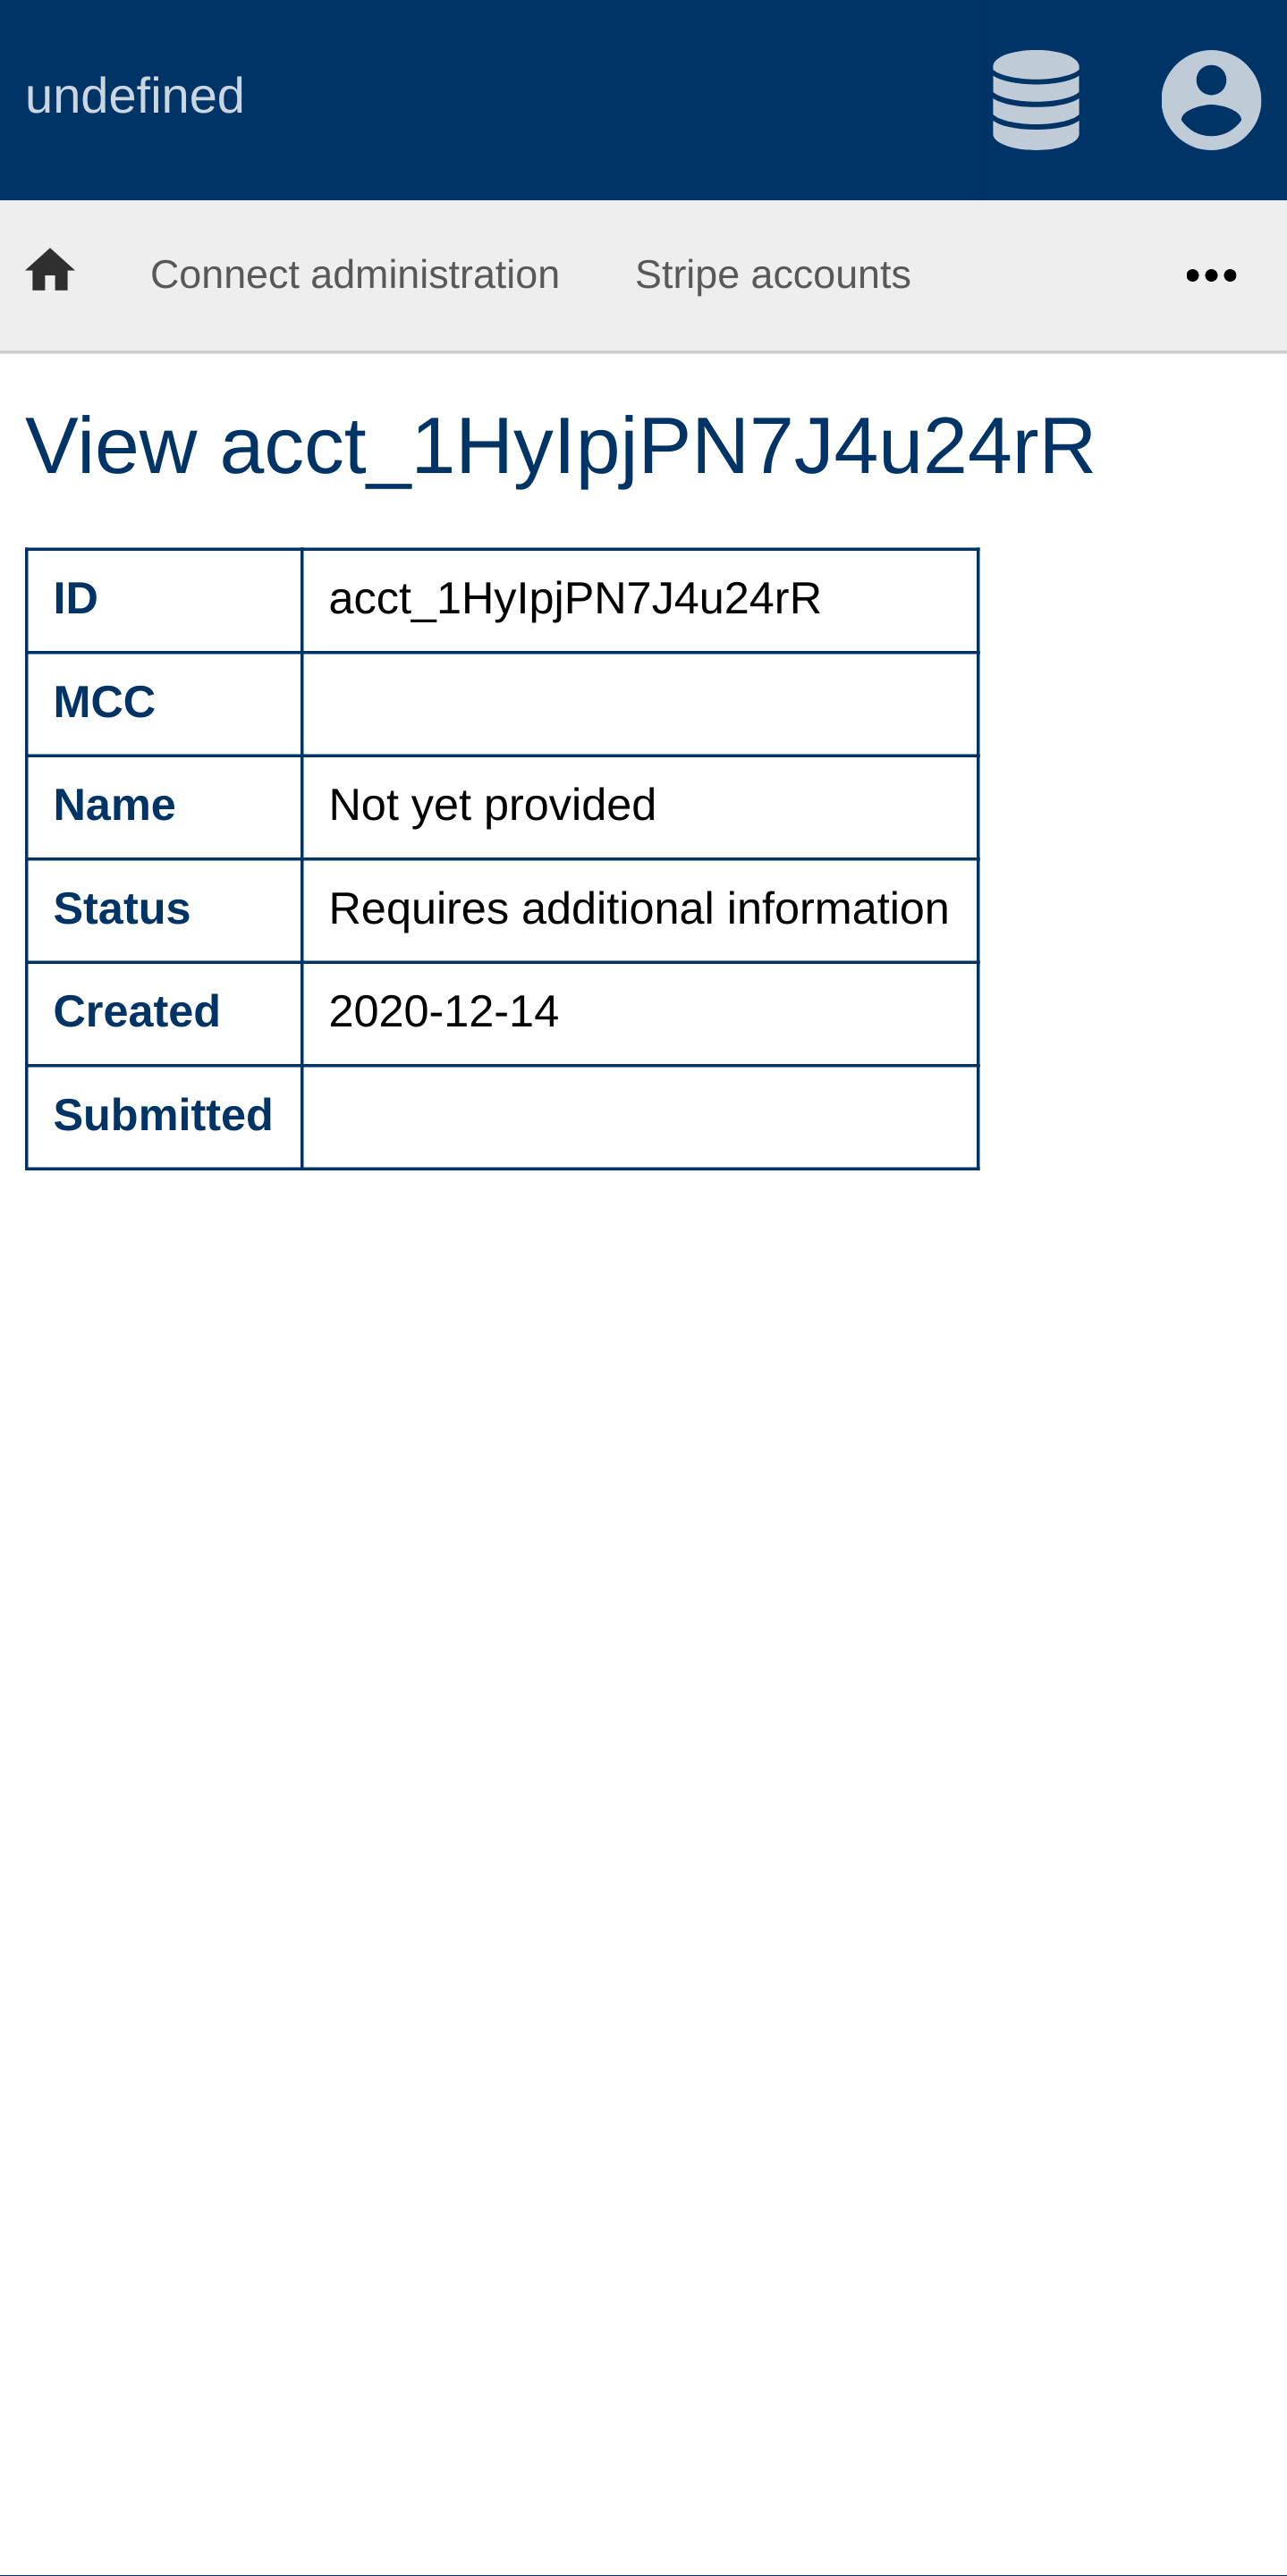 undefined
Connect administration Stripe accounts
View acct_1HyIpjPN7J4u24rR
ID acct_1HyIpjPN7J4u24rR
MCC
Name Not yet provided
Status Requires additional information
Created 2020-12-14
Submitted